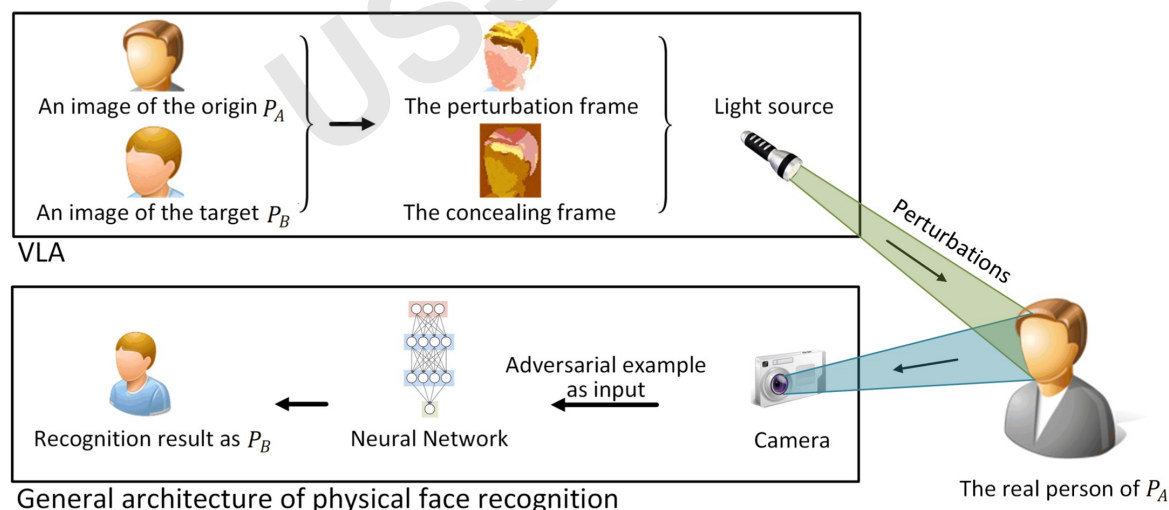 An image of the origin P_A
The perturbation frame
Light source
An image of the target P_B
The concealing frame
Perturbations
VLA
Adversarial example
as input
Recognition result as P_B
Neural Network
Camera
The real person of P_A
General architecture of physical face recognition